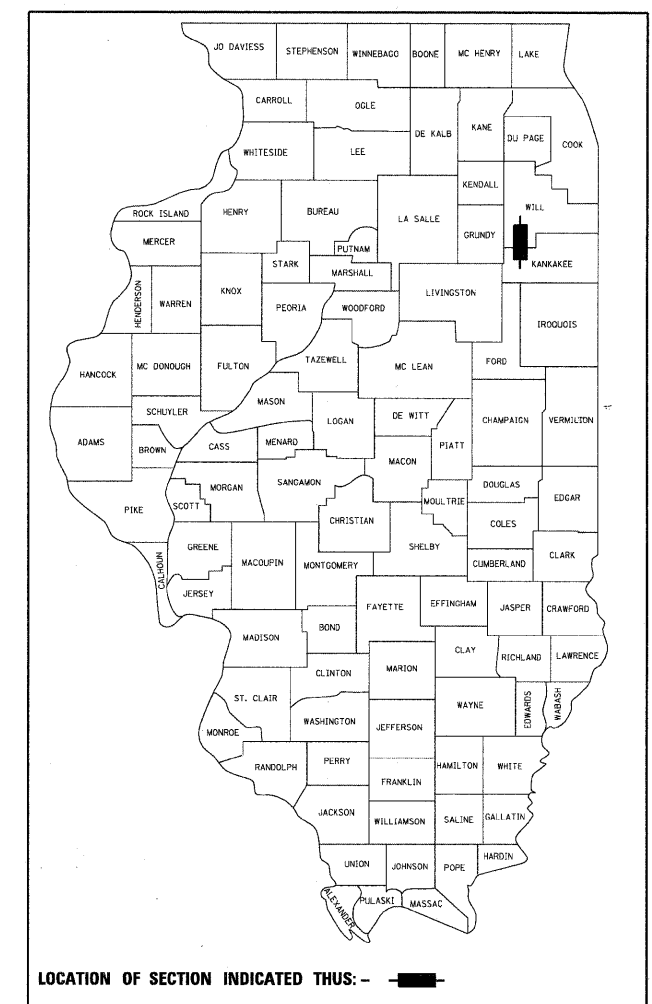 JO DAVIESS
STEPHENSON
WINNEBAGO
BOONE
MC HENRY
LAKE
CARROLL
OGLE
DE KALB
KANE
DU PAGE
COOK
WHITESIDE
LEE
KENDALL
WILL
ROCK ISLAND
HENRY
BUREAU
LA SALLE
GRUNDY
MERCER
PUTNAM
STARK
MARSHALL
KANKAKEE
HENDERSON
WARREN
KNOX
PEORIA
WOODFORD
LIVINGSTON
IROQUOIS
HANCOCK
MC DONOUGH
FULTON
TAZEWELL
MC LEAN
FORD
SCHUYLER
MASON
LOGAN
DE WITT
CHAMPAIGN
VERMILION
ADAMS
BROWN
CASS
MENARD
PIATT
MACON
PIKE
SCOTT
MORGAN
SANGAMON
CHRISTIAN
MOULTRIE
DOUGLAS
COLES
EDGAR
CALHOUN
GREENE
JERSEY
MACOUPIN
MONTGOMERY
SHELBY
CUMBERLAND
CLARK
MADISON
BOND
FAYETTE
EFFINGHAM
JASPER
CRAWFORD
CLINTON
MARION
CLAY
RICHLAND
LAWRENCE
ST. CLAIR
WASHINGTON
WAYNE
EDWARDS
WABASH
MONROE
JEFFERSON
RANDOLPH
PERRY
FRANKLIN
HAMILTON
WHITE
JACKSON
WILLIAMSON
SALINE
GALLATIN
UNION
JOHNSON
POPE
HARDIN
ALEXANDER
PULASKI
MASSAC
LOCATION OF SECTION INDICATED THUS: -